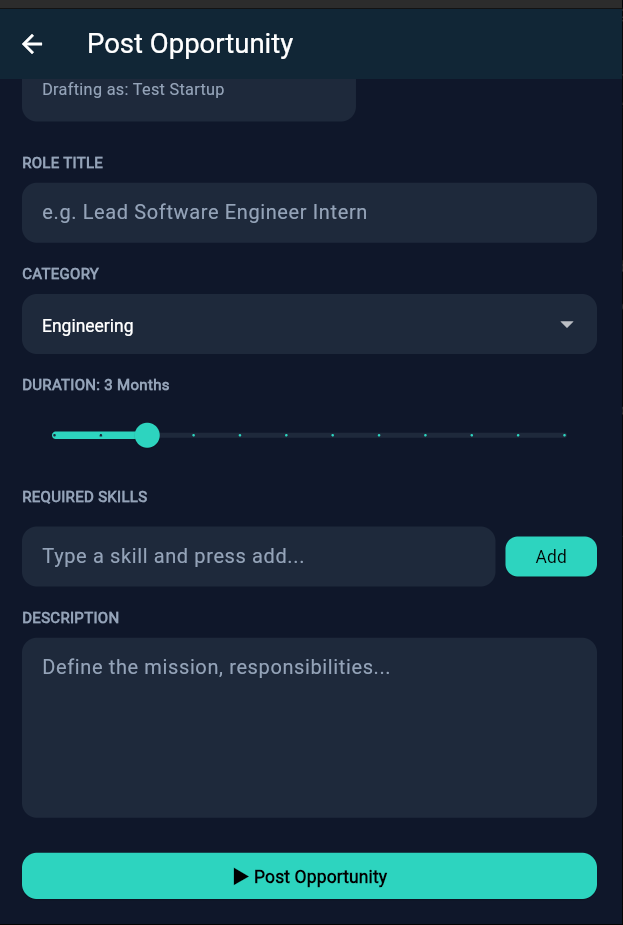 Post Opportunity
Drafting as: Test Startup
ROLE TITLE
e.g. Lead Software Engineer Intern
CATEGORY
Engineering
DURATION: 3 Months
REQUIRED SKILLS
Type a skill and press add...
Add
DESCRIPTION
Define the mission, responsibilities...
Post Opportunity